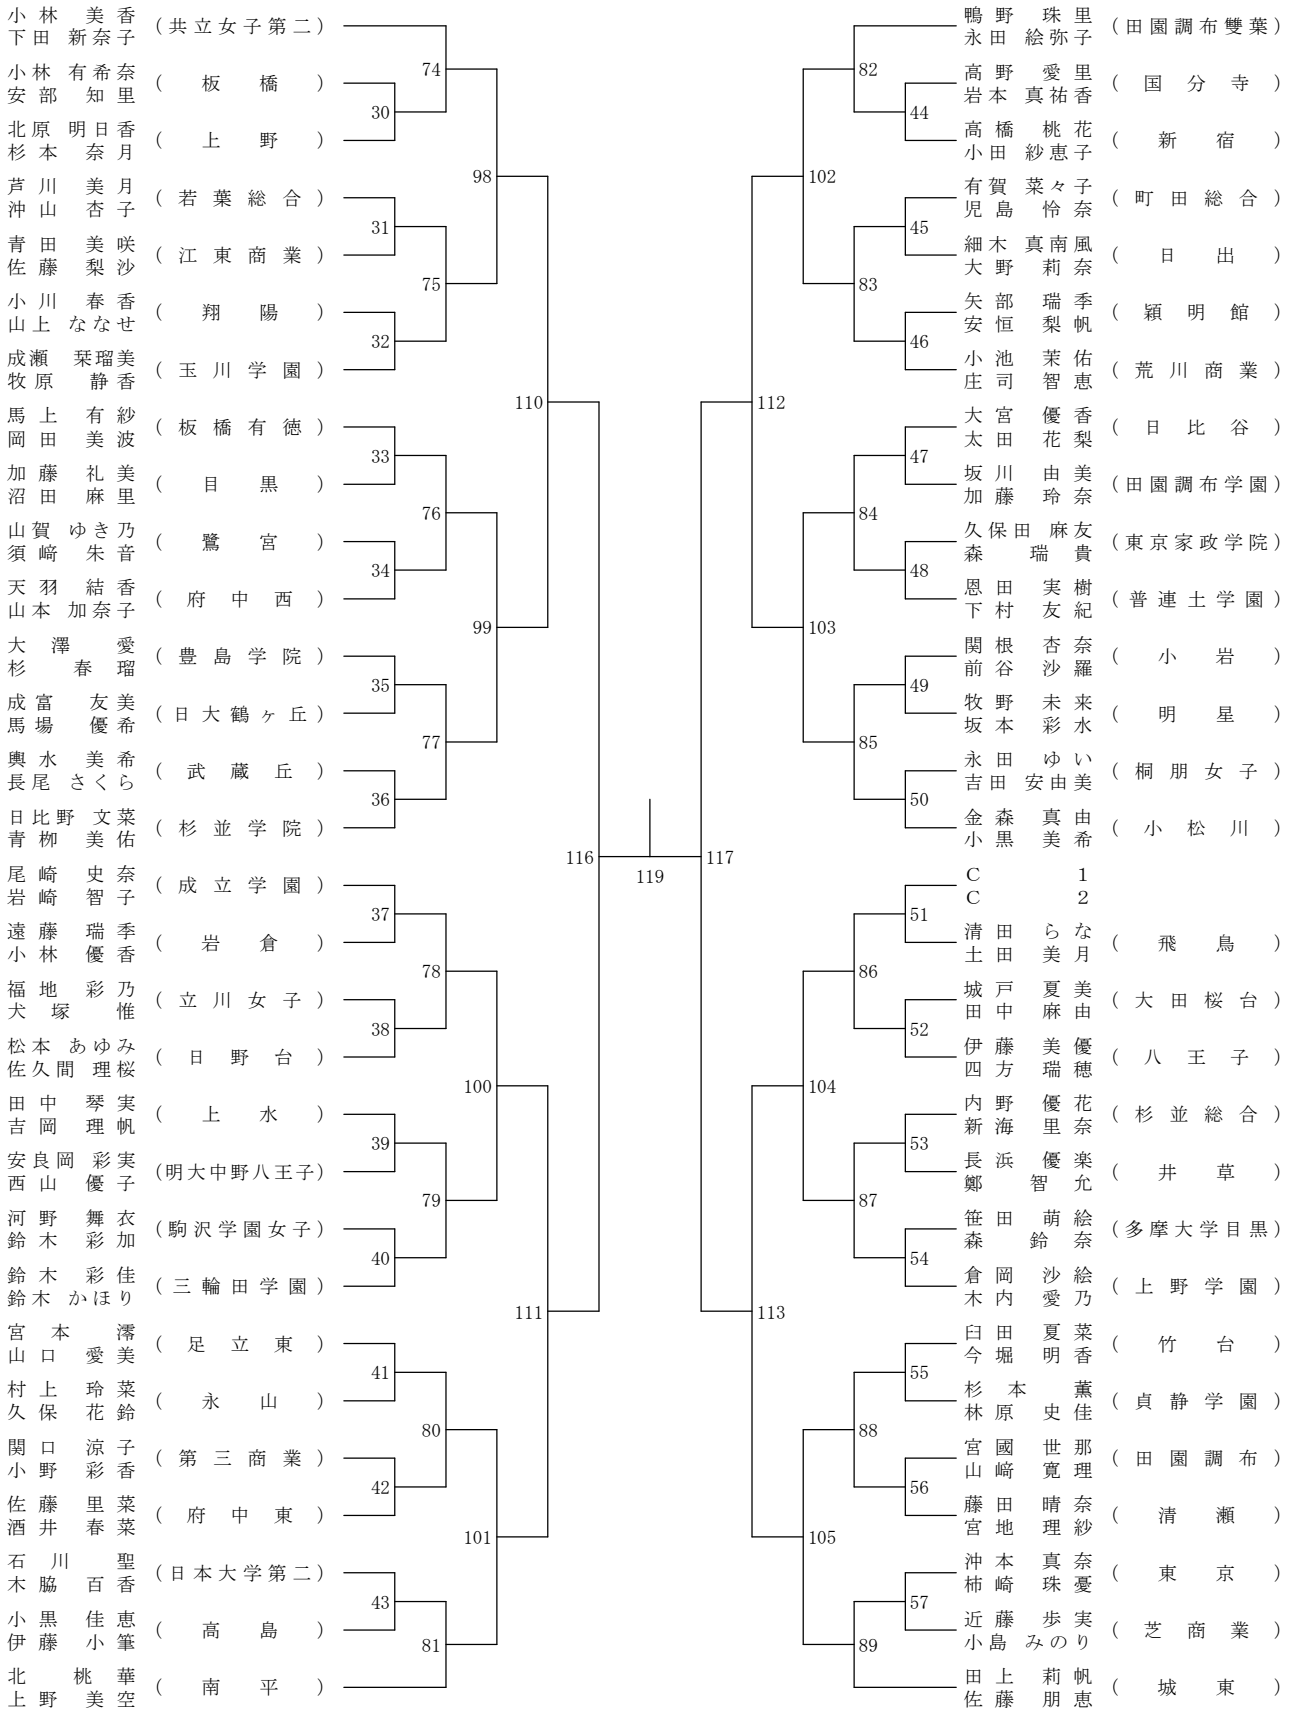 小林 美香
下田 新奈子 (共立女子第二)
小林 有希奈
安部 知里 (板橋)
北原 明日香
杉本 奈月 (上野)
芦川 美月
沖山 杏子 (若葉総合)
青田 美咲
佐藤 梨沙 (江東商業)
小川 春香
山上 ななせ (翔陽)
成瀬 栞瑠美
牧原 静香 (玉川学園)
馬上 有紗
岡田 美波 (板橋有徳)
加藤 礼美
沼田 麻里 (目黒)
山賀 ゆき乃
須﨑 朱音 (鷺宮)
天羽 結香
山本 加奈子 (府中西)
大澤 愛
杉 春瑠 (豊島学院)
成富 友美
馬場 優希 (日大鶴ヶ丘)
輿水 美希
長尾 さくら (武蔵丘)
日比野 文菜
青栁 美佑 (杉並学院)
尾崎 史奈
岩崎 智子 (成立学園)
遠藤 瑞季
小林 優香 (岩倉)
福地 彩乃
犬塚 惟 (立川女子)
松本 あゆみ
佐久間 理桜 (日野台)
田中 琴実
吉岡 理帆 (上水)
安良岡 彩実
西山 優子 (明大中野八王子)
河野 舞衣
鈴木 彩加 (駒沢学園女子)
鈴木 彩佳
鈴木 かほり (三輪田学園)
宮本 澪
山口 愛美 (足立東)
村上 玲菜
久保 花鈴 (永山)
関口 涼子
小野 彩香 (第三商業)
佐藤 里菜
酒井 春菜 (府中東)
石川 聖
木脇 百香 (日本大学第二)
小黒 佳恵
伊藤 小筆 (高島)
北 桃華
上野 美空 (南平)
30
31
32
33
34
35
36
37
38
39
40
41
42
43
74
75
76
77
78
79
80
81
98
99
100
101
110
111
116
119
117
112
113
102
103
104
105
82
83
84
85
86
87
88
89
44
45
46
47
48
49
50
51
52
53
54
55
56
57
鴨野 珠里
永田 絵弥子 (田園調布雙葉)
高野 愛里
岩本 真祐香 (国分寺)
高橋 桃花
小田 紗恵子 (新宿)
有賀 菜々子
児島 怜奈 (町田総合)
細木 真南風
大野 莉奈 (日出)
矢部 瑞季
安恒 梨帆 (穎明館)
小池 茉佑
庄司 智恵 (荒川商業)
大宮 優香
太田 花梨 (日比谷)
坂川 由美
加藤 玲奈 (田園調布学園)
久保田 麻友
森 瑞貴 (東京家政学院)
恩田 実樹
下村 友紀 (普連土学園)
関根 杏奈
前谷 沙羅 (小岩)
牧野 未来
坂本 彩水 (明星)
永田 ゆい
吉田 安由美 (桐朋女子)
金森 真由
小黒 美希 (小松川)
C 1
C 2
清田 らな
土田 美月 (飛鳥)
城戸 夏美
田中 麻由 (大田桜台)
伊藤 美優
四方 瑞穂 (八王子)
内野 優花
新海 里奈 (杉並総合)
長浜 優楽
鄭 智允 (井草)
笹田 萌絵
森 鈴奈 (多摩大学目黒)
倉岡 沙絵
木内 愛乃 (上野学園)
臼田 夏菜
今堀 明香 (竹台)
杉本 薫
林原 史佳 (貞静学園)
宮國 世那
山﨑 寛理 (田園調布)
藤田 晴奈
宮地 理紗 (清瀬)
沖本 真奈
柿崎 珠憂 (東京)
近藤 歩実
小島 みのり (芝商業)
田上 莉帆
佐藤 朋恵 (城東)